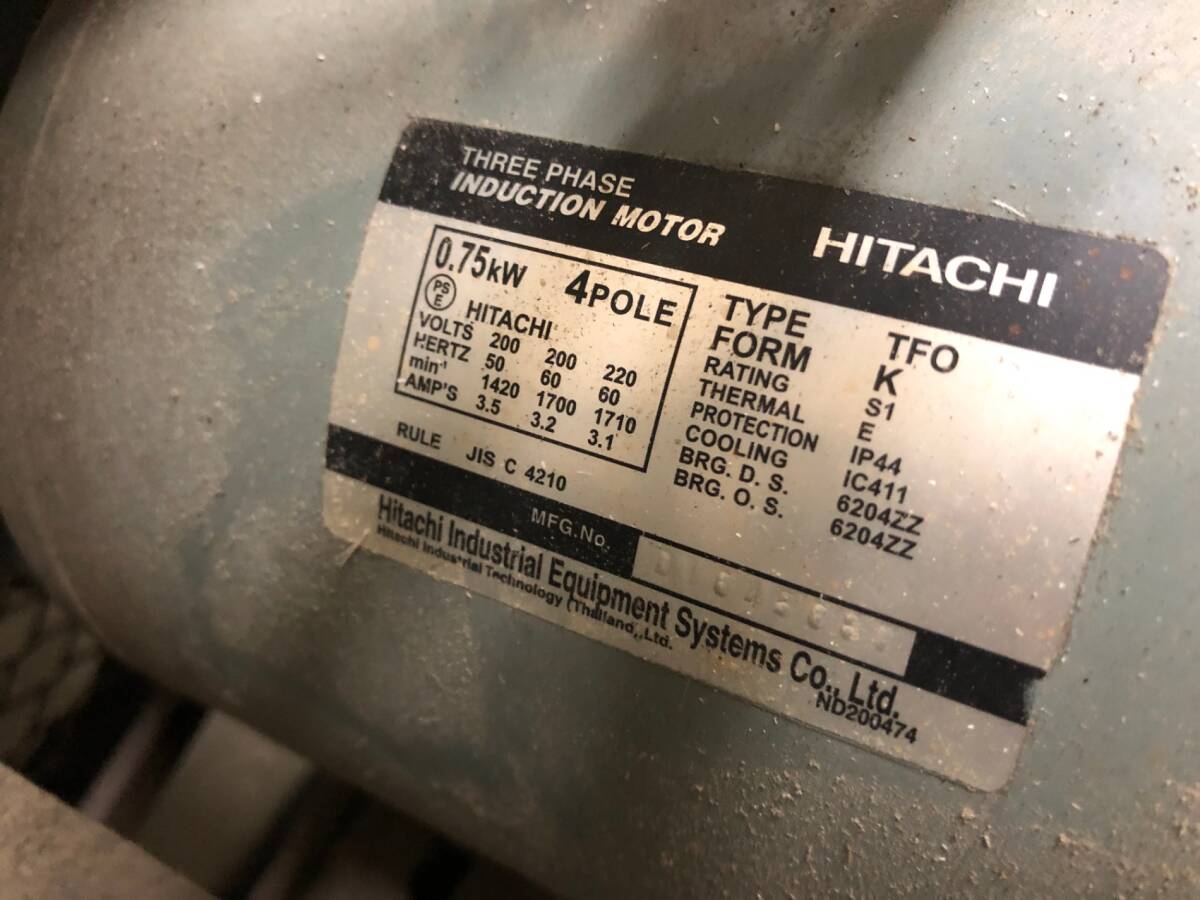 THREE PHASE
INDUCTION MOTOR
HITACHI
0.75kW 4POLE
PS E HITACHI
VOLTS 200 200 220
HERTZ 50 60 60
min⁻¹ 1420 1700 1710
AMP'S 3.5 3.2 3.1
RULE JIS C 4210
TYPE TFO
FORM K
RATING S1
THERMAL E
PROTECTION IP44
COOLING IC411
BRG. D. S. 6204ZZ
BRG. O. S. 6204ZZ
MFG.No.
Hitachi Industrial Equipment Systems Co., Ltd.
Hitachi Industrial Technology (Thailand,.Ltd.
ND200474